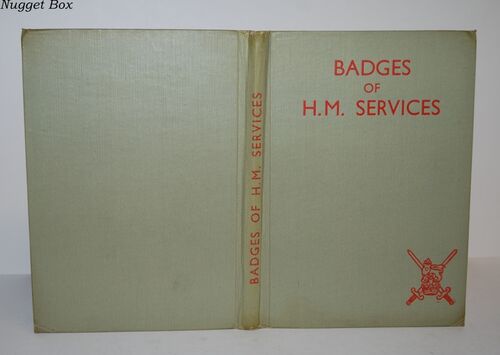 Nugget Box
BADGES OF H.M. SERVICES
BADGES
OF
H.M. SERVICES